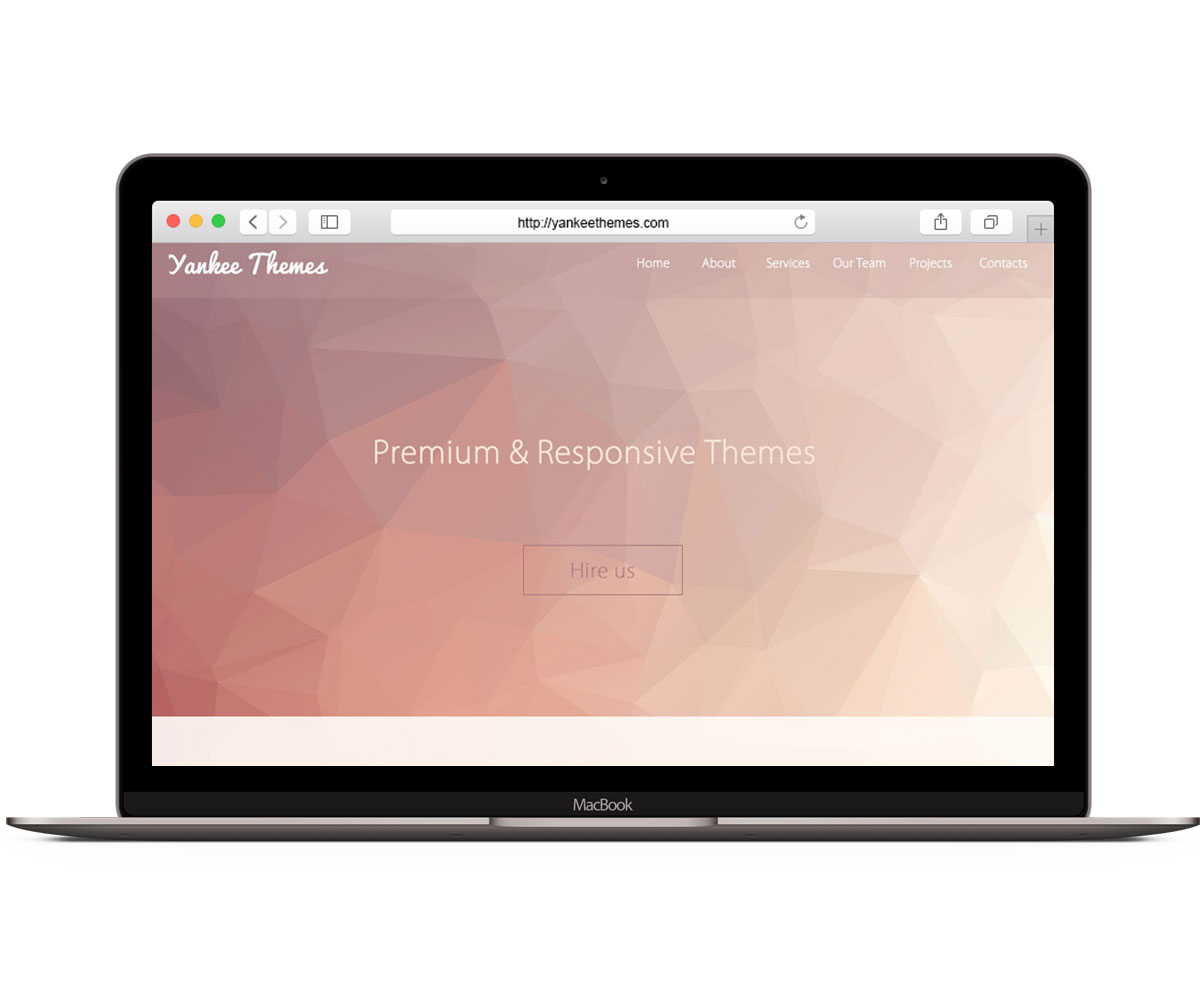 http://yankeethemes.com
Yankee Themes
Home About Services Our Team Projects Contacts
Premium & Responsive Themes
Hire us
MacBook